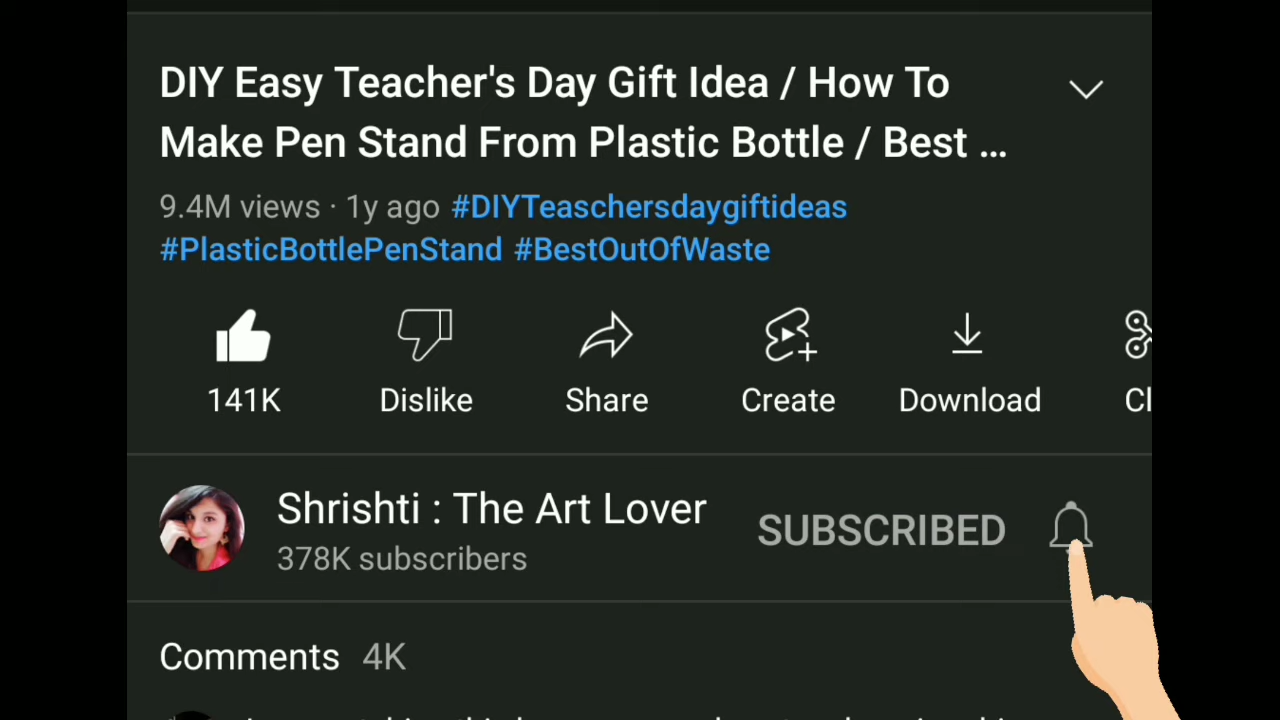 DIY Easy Teacher's Day Gift Idea / How To
Make Pen Stand From Plastic Bottle / Best ...
9.4M views · 1y ago #DIYTeaschersdaygiftideas
#PlasticBottlePenStand #BestOutOfWaste
141K Dislike Share Create Download Cl
Shrishti : The Art Lover
SUBSCRIBED
378K subscribers
Comments 4K